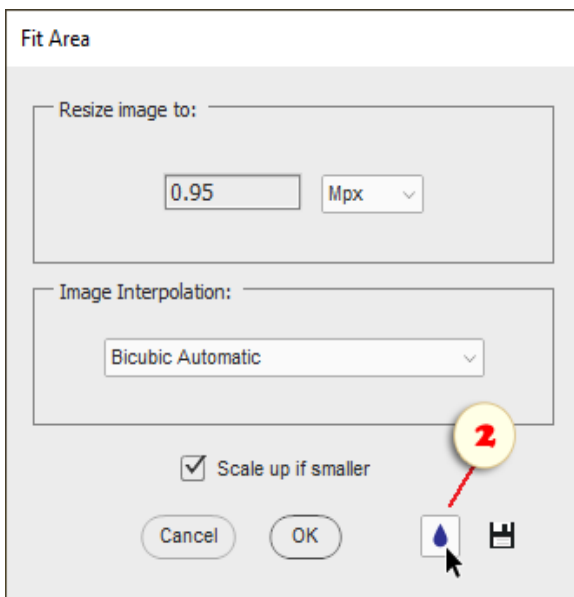 Fit Area
Resize image to:
0.95 Mpx
Image Interpolation:
Bicubic Automatic
2
Scale up if smaller
Cancel OK